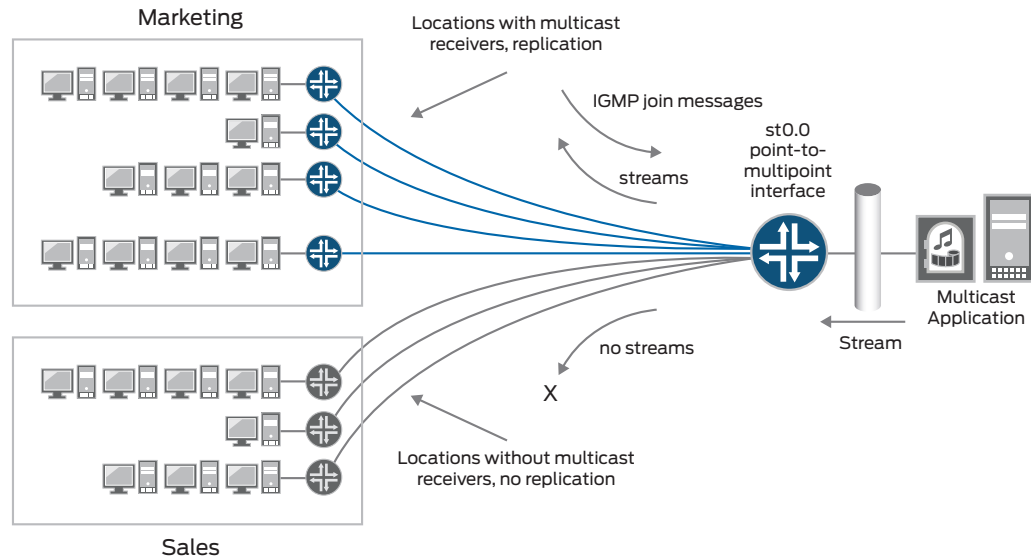 Marketing
Locations with multicast
receivers, replication
IGMP join messages
st0.0
point-to-
multipoint
interface
streams
Multicast
Application
Stream
no streams
X
Locations without multicast
receivers, no replication
Sales